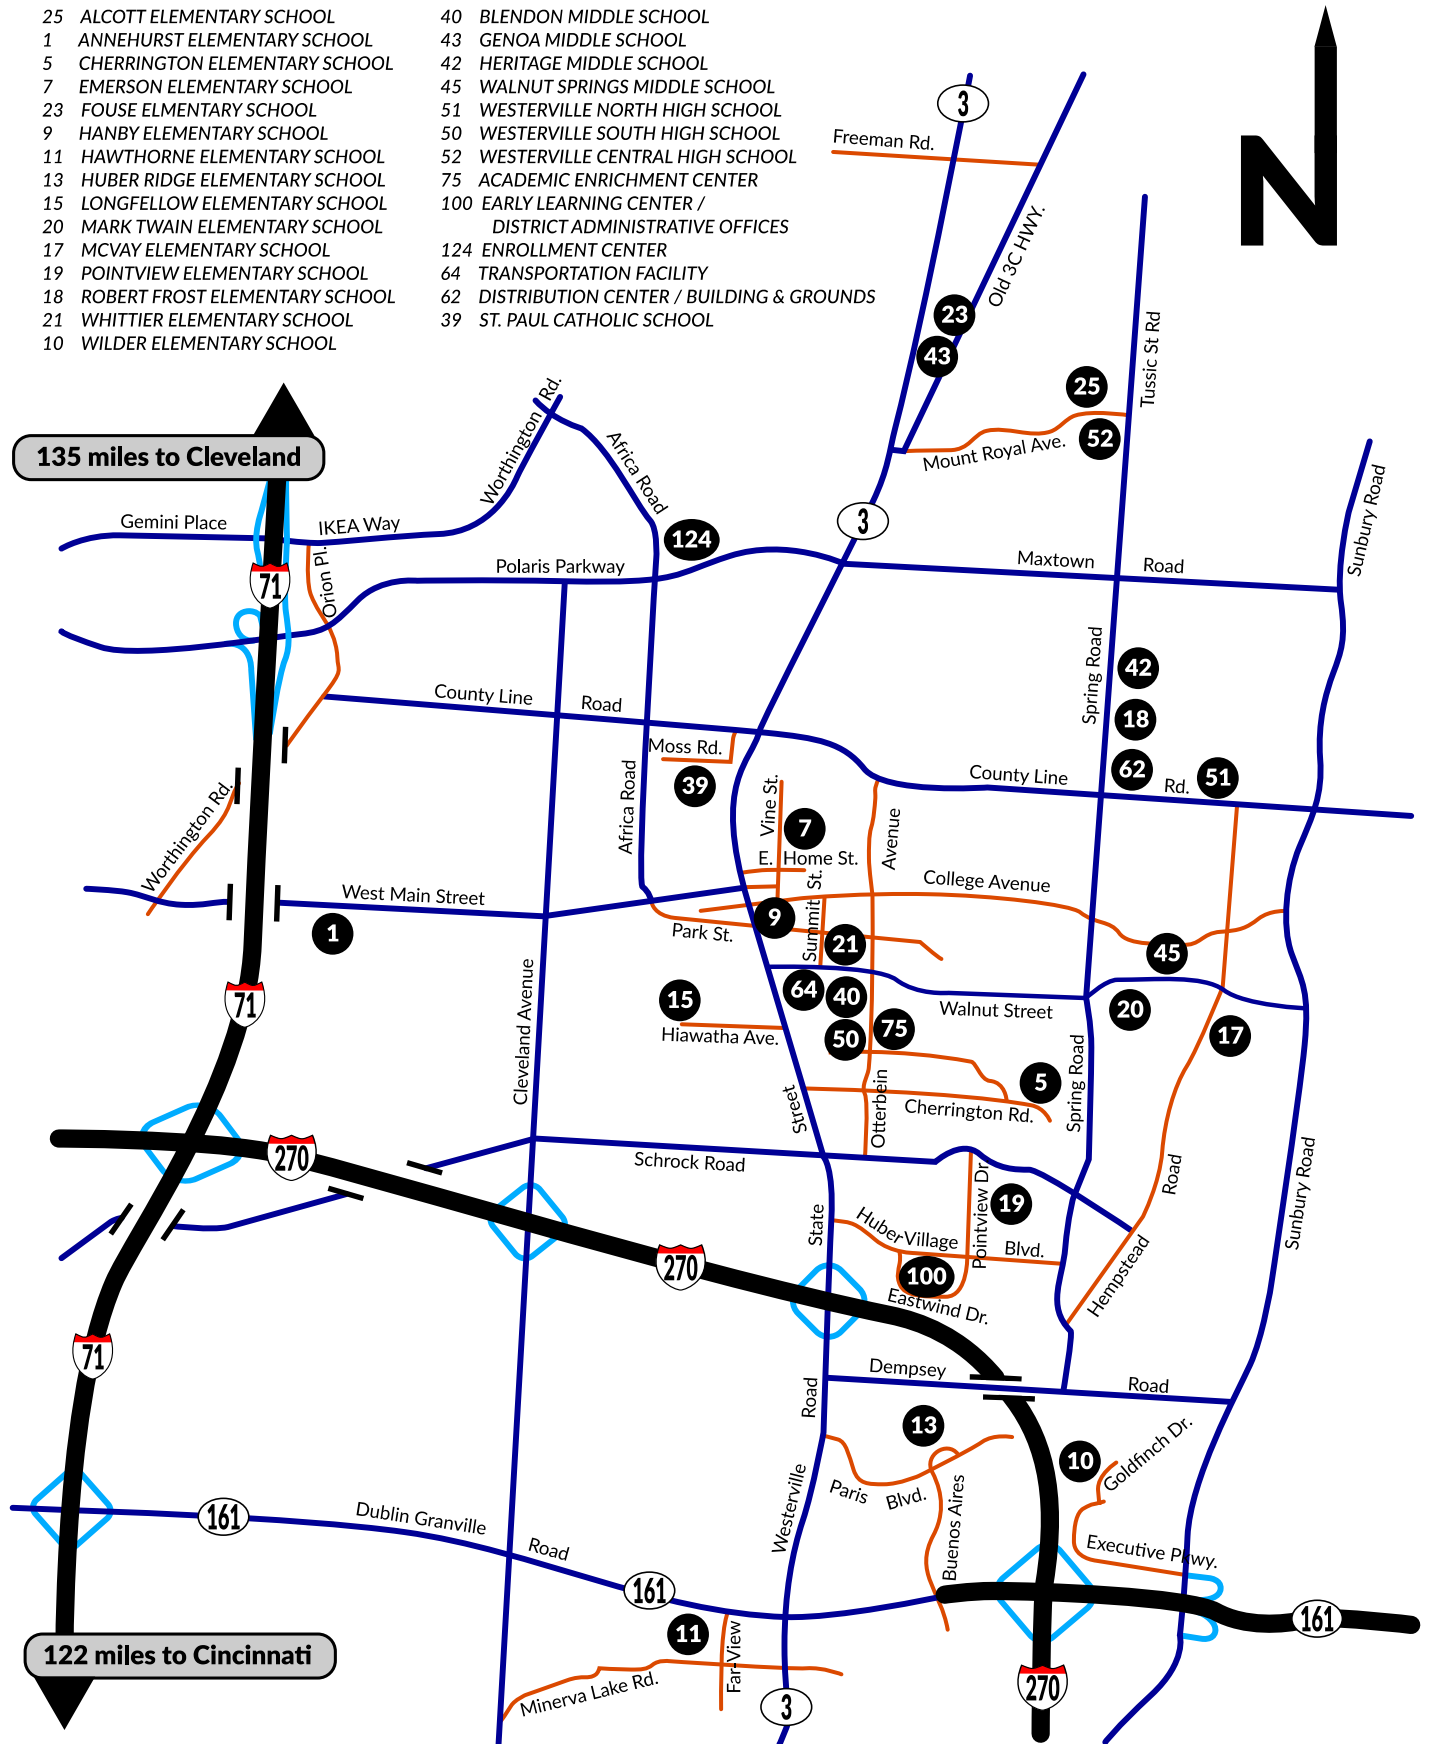 25 ALCOTT ELEMENTARY SCHOOL
1 ANNEHURST ELEMENTARY SCHOOL
5 CHERRINGTON ELEMENTARY SCHOOL
7 EMERSON ELEMENTARY SCHOOL
23 FOUSE ELMENTARY SCHOOL
9 HANBY ELEMENTARY SCHOOL
11 HAWTHORNE ELEMENTARY SCHOOL
13 HUBER RIDGE ELEMENTARY SCHOOL
15 LONGFELLOW ELEMENTARY SCHOOL
20 MARK TWAIN ELEMENTARY SCHOOL
17 MCVAY ELEMENTARY SCHOOL
19 POINTVIEW ELEMENTARY SCHOOL
18 ROBERT FROST ELEMENTARY SCHOOL
21 WHITTIER ELEMENTARY SCHOOL
10 WILDER ELEMENTARY SCHOOL
40 BLENDON MIDDLE SCHOOL
43 GENOA MIDDLE SCHOOL
42 HERITAGE MIDDLE SCHOOL
45 WALNUT SPRINGS MIDDLE SCHOOL
51 WESTERVILLE NORTH HIGH SCHOOL
50 WESTERVILLE SOUTH HIGH SCHOOL
52 WESTERVILLE CENTRAL HIGH SCHOOL
75 ACADEMIC ENRICHMENT CENTER
100 EARLY LEARNING CENTER /
DISTRICT ADMINISTRATIVE OFFICES
124 ENROLLMENT CENTER
64 TRANSPORTATION FACILITY
62 DISTRIBUTION CENTER / BUILDING & GROUNDS
39 ST. PAUL CATHOLIC SCHOOL
N
3
Freeman Rd.
Old 3C HWY.
23
43
Tussic St Rd
25
52
Mount Royal Ave.
135 miles to Cleveland
Worthington Rd.
Africa Road
Gemini Place
IKEA Way
3
124
Sunbury Road
Polaris Parkway
Maxtown Road
71
Orion Pl.
Spring Road
42
18
62
County Line Road
Moss Rd.
39
County Line Rd.
51
Worthington Rd.
Africa Road
Vine St.
7
Avenue
E. Home St.
College Avenue
West Main Street
1
Park St.
9
Summit St.
21
45
71
15
64
40
Walnut Street
20
Hiawatha Ave.
50
75
17
Cleveland Avenue
5
Spring Road
Street
Otterbein
Cherrington Rd.
270
Schrock Road
Pointview Dr.
19
Road
Sunbury Road
State
Huber Village Blvd.
270
100
Eastwind Dr.
Hempstead
71
Dempsey Road
Road
13
10
Goldfinch Dr.
Paris Blvd.
Buenos Aires
Westerville
161
Dublin Granville Road
Executive Pkwy.
161
161
11
Far-View
122 miles to Cincinnati
Minerva Lake Rd.
3
270